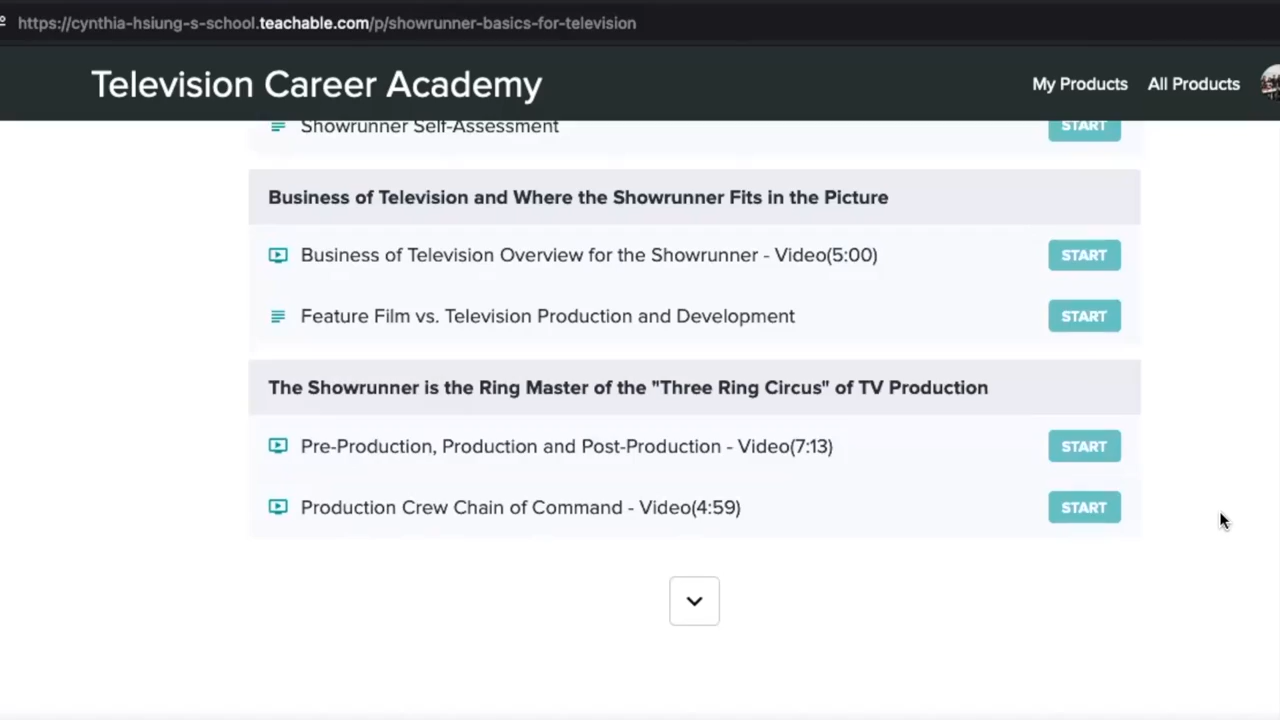 https://cynthia-hsiung-s-school.teachable.com/p/showrunner-basics-for-television
Television Career Academy
My Products
All Products
Showrunner Self-Assessment
START
Business of Television and Where the Showrunner Fits in the Picture
Business of Television Overview for the Showrunner - Video(5:00)
START
Feature Film vs. Television Production and Development
START
The Showrunner is the Ring Master of the "Three Ring Circus" of TV Production
Pre-Production, Production and Post-Production - Video(7:13)
START
Production Crew Chain of Command - Video(4:59)
START